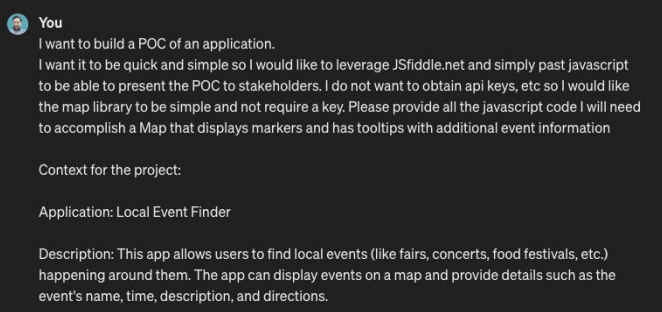 You
I want to build a POC of an application.
I want it to be quick and simple so I would like to leverage JSfiddle.net and simply past javascript
to be able to present the POC to stakeholders. I do not want to obtain api keys, etc so I would like
the map library to be simple and not require a key. Please provide all the javascript code I will need
to accomplish a Map that displays markers and has tooltips with additional event information
Context for the project:
Application: Local Event Finder
Description: This app allows users to find local events (like fairs, concerts, food festivals, etc.)
happening around them. The app can display events on a map and provide details such as the
event's name, time, description, and directions.